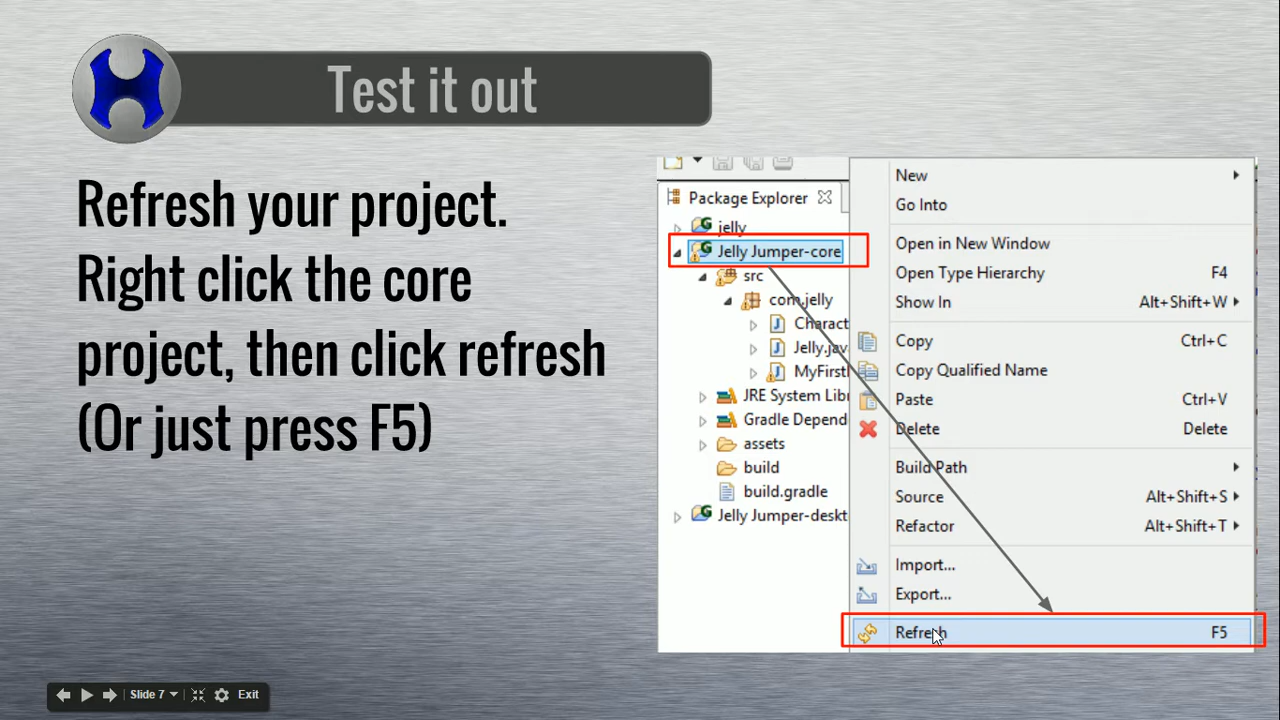 Test it out
Refresh your project.
Right click the core
project, then click refresh
(Or just press F5)
Package Explorer
jelly
Jelly Jumper-core
src
com.jelly
Charact
Jelly.jav
MyFirst
JRE System Libr
Gradle Depend
assets
build
build.gradle
Jelly Jumper-deskt
New
Go Into
Open in New Window
Open Type Hierarchy F4
Show In Alt+Shift+W
Copy Ctrl+C
Copy Qualified Name
Paste Ctrl+V
Delete Delete
Build Path
Source Alt+Shift+S
Refactor Alt+Shift+T
Import...
Export...
Refresh F5
Slide 7 Exit